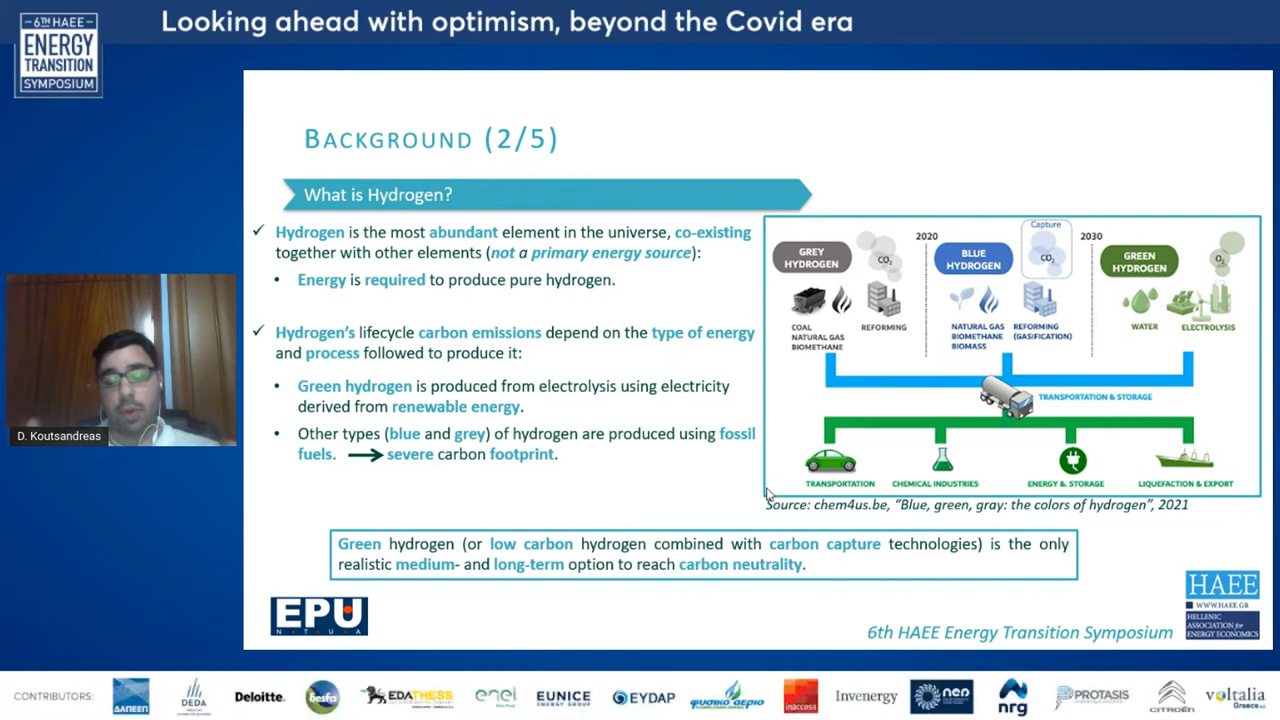 6TH HAEE
ENERGY
TRANSITION
SYMPOSIUM
Looking ahead with optimism, beyond the Covid era
BACKGROUND (2/5)
What is Hydrogen?
✓ Hydrogen is the most abundant element in the universe, co-existing
together with other elements (not a primary energy source):
• Energy is required to produce pure hydrogen.
✓ Hydrogen's lifecycle carbon emissions depend on the type of energy
and process followed to produce it:
• Green hydrogen is produced from electrolysis using electricity
derived from renewable energy.
• Other types (blue and grey) of hydrogen are produced using fossil
fuels. → severe carbon footprint.
D. Koutsandreas
GREY
HYDROGEN
CO2
2020
BLUE
HYDROGEN
Capture
CO2
2030
GREEN
HYDROGEN
O2
COAL
NATURAL GAS
BIOMETHANE
REFORMING
NATURAL GAS
BIOMETHANE
BIOMASS
REFORMING
(GASIFICATION)
WATER
ELECTROLYSIS
TRANSPORTATION & STORAGE
TRANSPORTATION
CHEMICAL INDUSTRIES
ENERGY & STORAGE
LIQUEFACTION & EXPORT
Source: chem4us.be, "Blue, green, gray: the colors of hydrogen", 2021
Green hydrogen (or low carbon hydrogen combined with carbon capture technologies) is the only
realistic medium- and long-term option to reach carbon neutrality.
EPU
N · T · U · A
6th HAEE Energy Transition Symposium
HAEE
WWW.HAEE.GR
HELLENIC
ASSOCIATION for
ENERGY ECONOMICS
CONTRIBUTORS:
ΔΑΠΕΕΠ
DEDA
Deloitte.
desfa
EDATHESS
enel
EUNICE
ENERGY GROUP
EYDAP
φυσικό αέριο
inaccess
Invenergy
nep
nrg
PROTASIS
CITROËN
voltalia
Greece